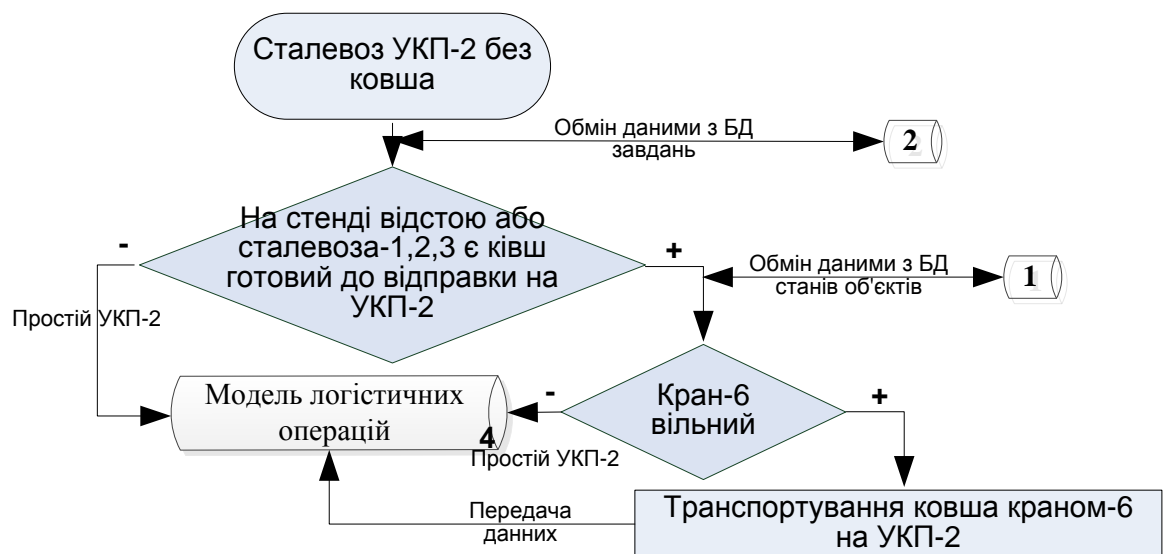 Сталевоз УКП-2 без
ковша
Обмін даними з БД
завдань
2
На стенді відстою або
сталевоза-1,2,3 є ківш
готовий до відправки на
УКП-2
-
+
Обмін даними з БД
станів об'єктів
1
Простій УКП-2
Модель логістичних
операцій
4
-
Кран-6
вільний
+
Простій УКП-2
Передача
данних
Транспортування ковша краном-6
на УКП-2